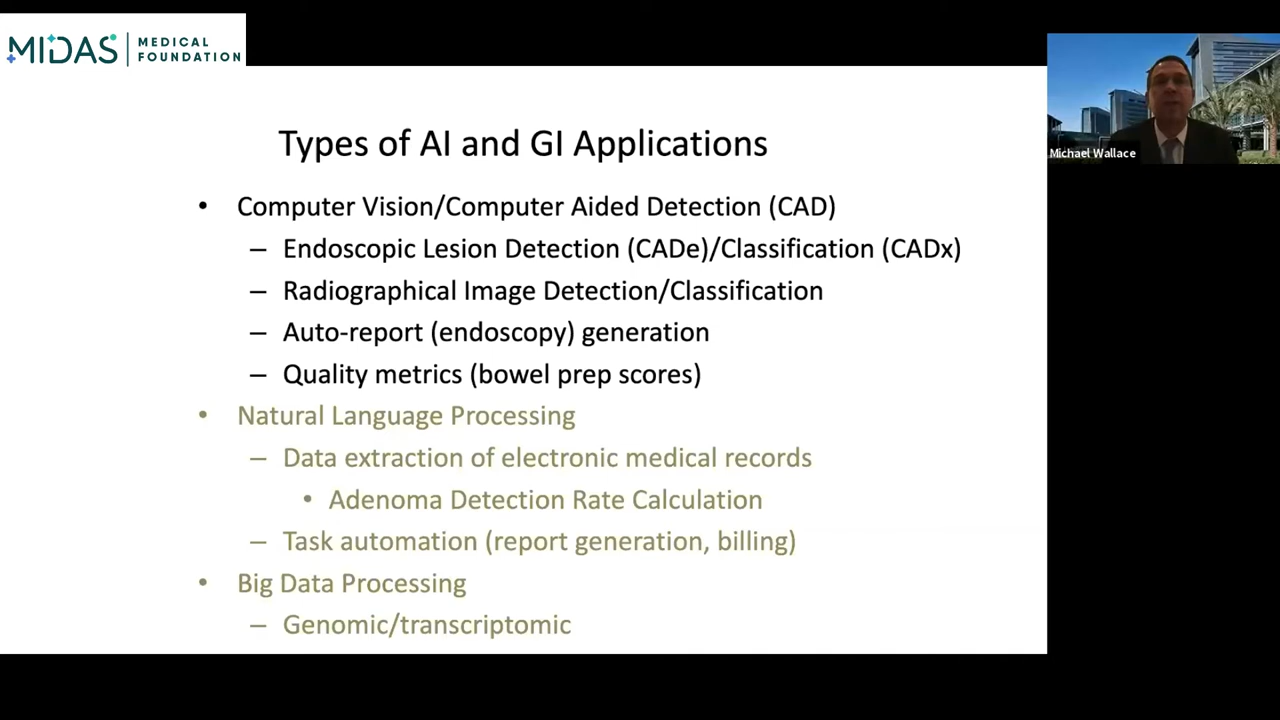 MIDAS MEDICAL
FOUNDATION
Types of AI and GI Applications
• Computer Vision/Computer Aided Detection (CAD)
– Endoscopic Lesion Detection (CADe)/Classification (CADx)
– Radiographical Image Detection/Classification
– Auto-report (endoscopy) generation
– Quality metrics (bowel prep scores)
• Natural Language Processing
– Data extraction of electronic medical records
• Adenoma Detection Rate Calculation
– Task automation (report generation, billing)
• Big Data Processing
– Genomic/transcriptomic
Michael Wallace